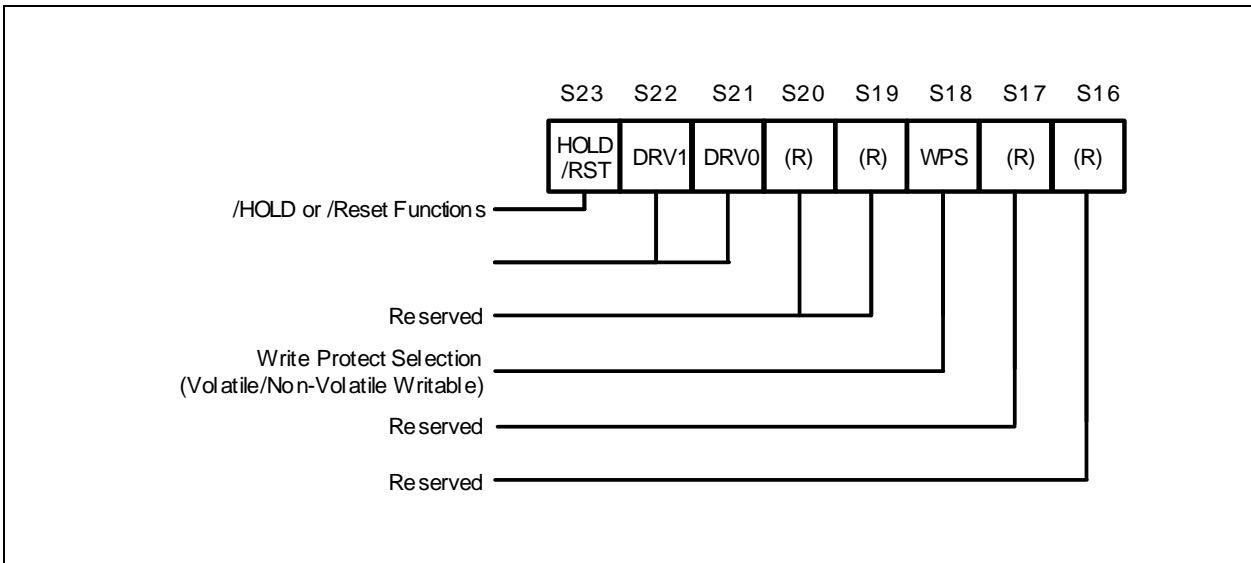 S23 S22 S21 S20 S19 S18 S17 S16
HOLD /RST DRV1 DRV0 (R) (R) WPS (R) (R)
/HOLD or /Reset Functions
Reserved
Write Protect Selection
(Volatile/Non-Volatile Writable)
Reserved
Reserved